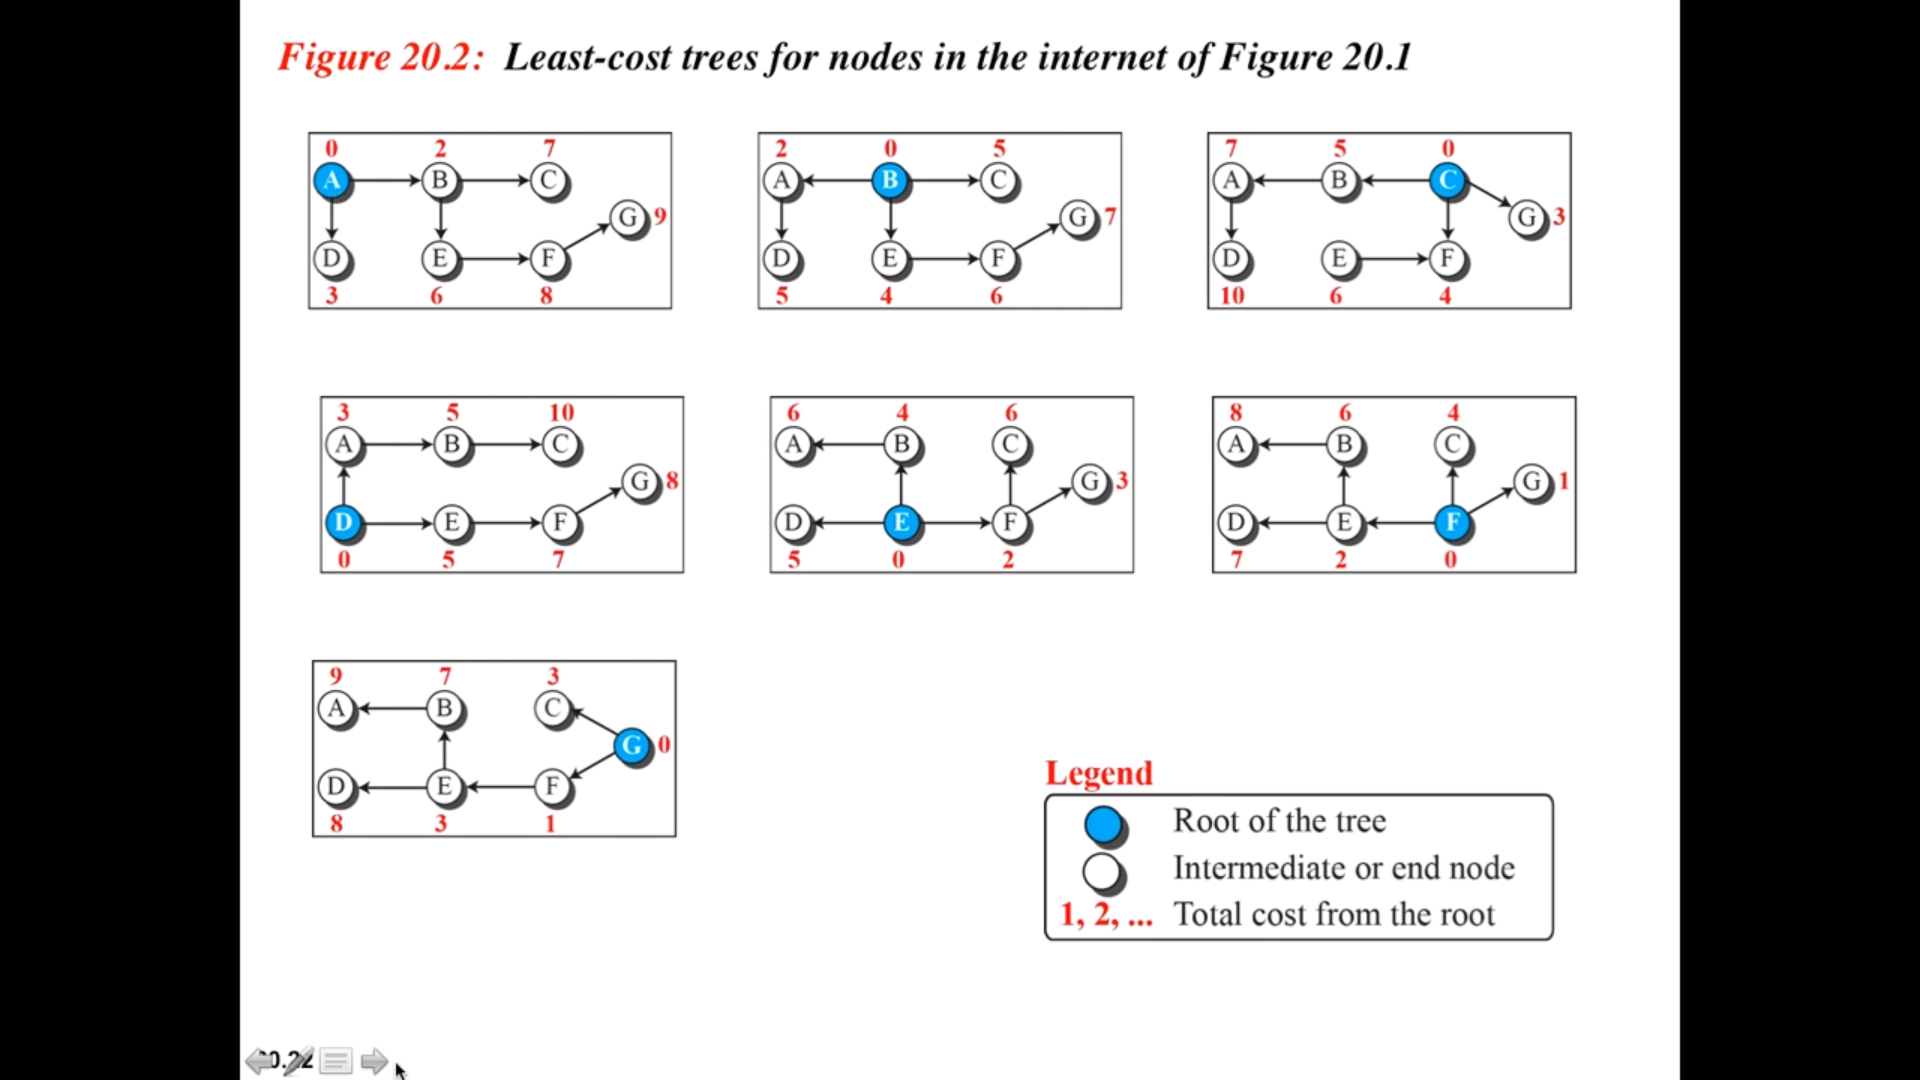 Figure 20.2: Least-cost trees for nodes in the internet of Figure 20.1
0 2 7
A B C
G 9
D E F
3 6 8
2 0 5
A B C
G 7
D E F
5 4 6
7 5 0
A B C
G 3
D E F
10 6 4
3 5 10
A B C
G 8
D E F
0 5 7
6 4 6
A B C
G 3
D E F
5 0 2
8 6 4
A B C
G 1
D E F
7 2 0
9 7 3
A B C
G 0
D E F
8 3 1
Legend
Root of the tree
Intermediate or end node
1, 2, ... Total cost from the root